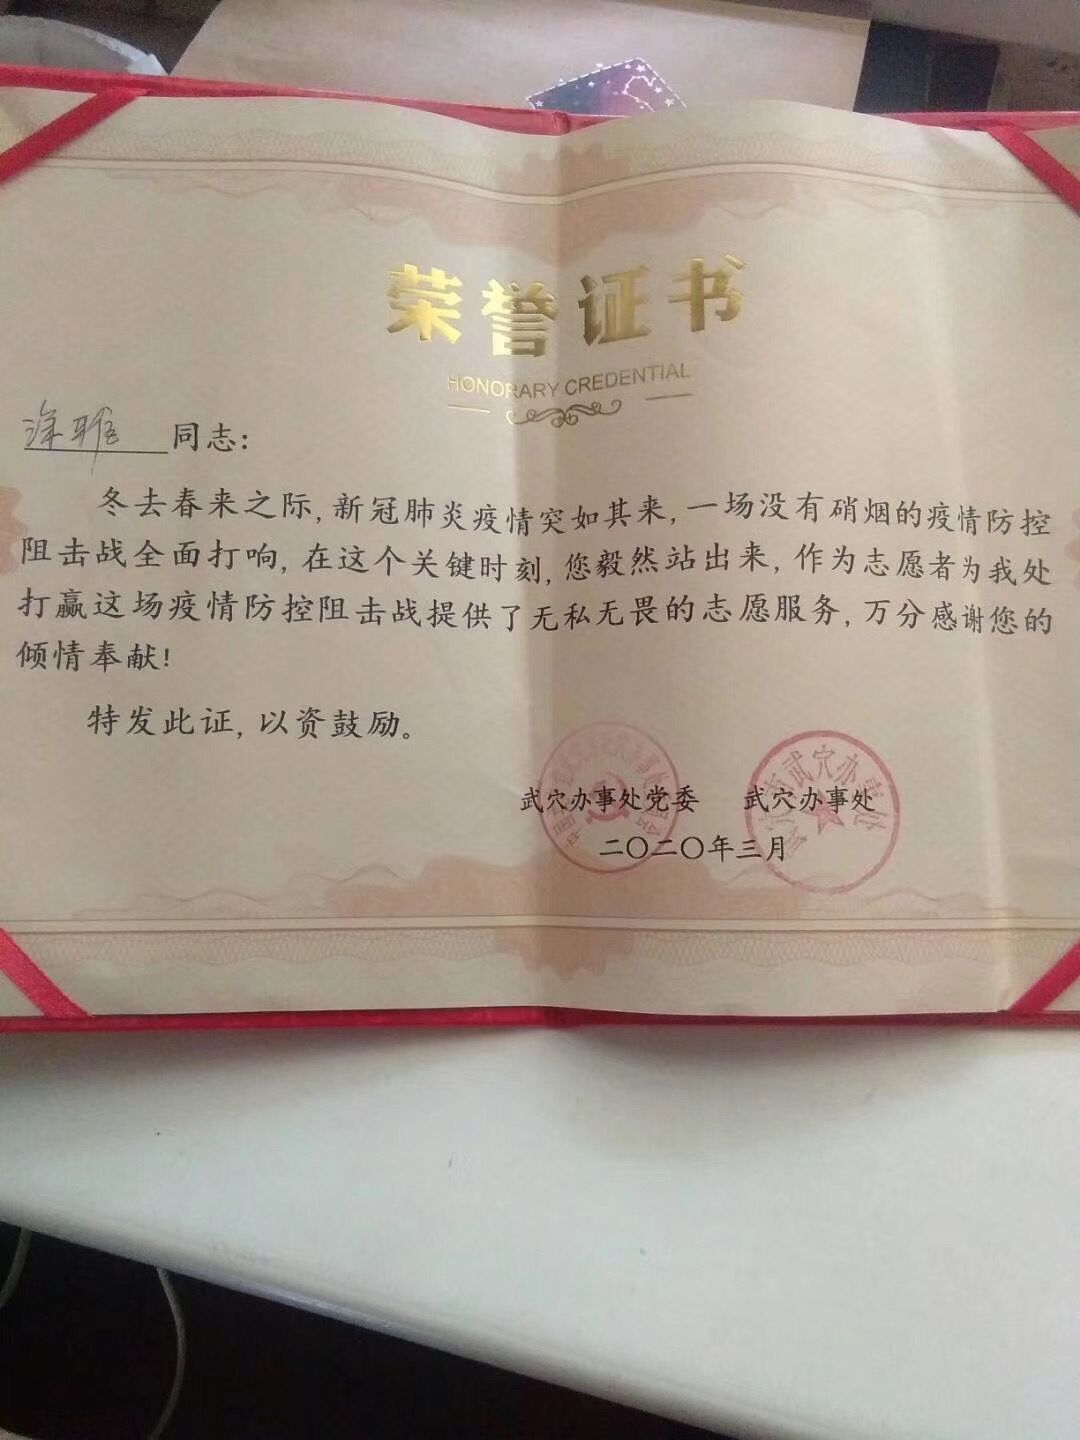 荣誉证书
HONORARY CREDENTIAL
涂雅 同志:
冬去春来之际,新冠肺炎疫情突如其来,一场没有硝烟的疫情防控
阻击战全面打响,在这个关键时刻,您毅然站出来,作为志愿者为我处
打赢这场疫情防控阻击战提供了无私无畏的志愿服务,万分感谢您的
倾情奉献!
特发此证,以资鼓励。
武穴办事处党委 武穴办事处
二〇二〇年三月